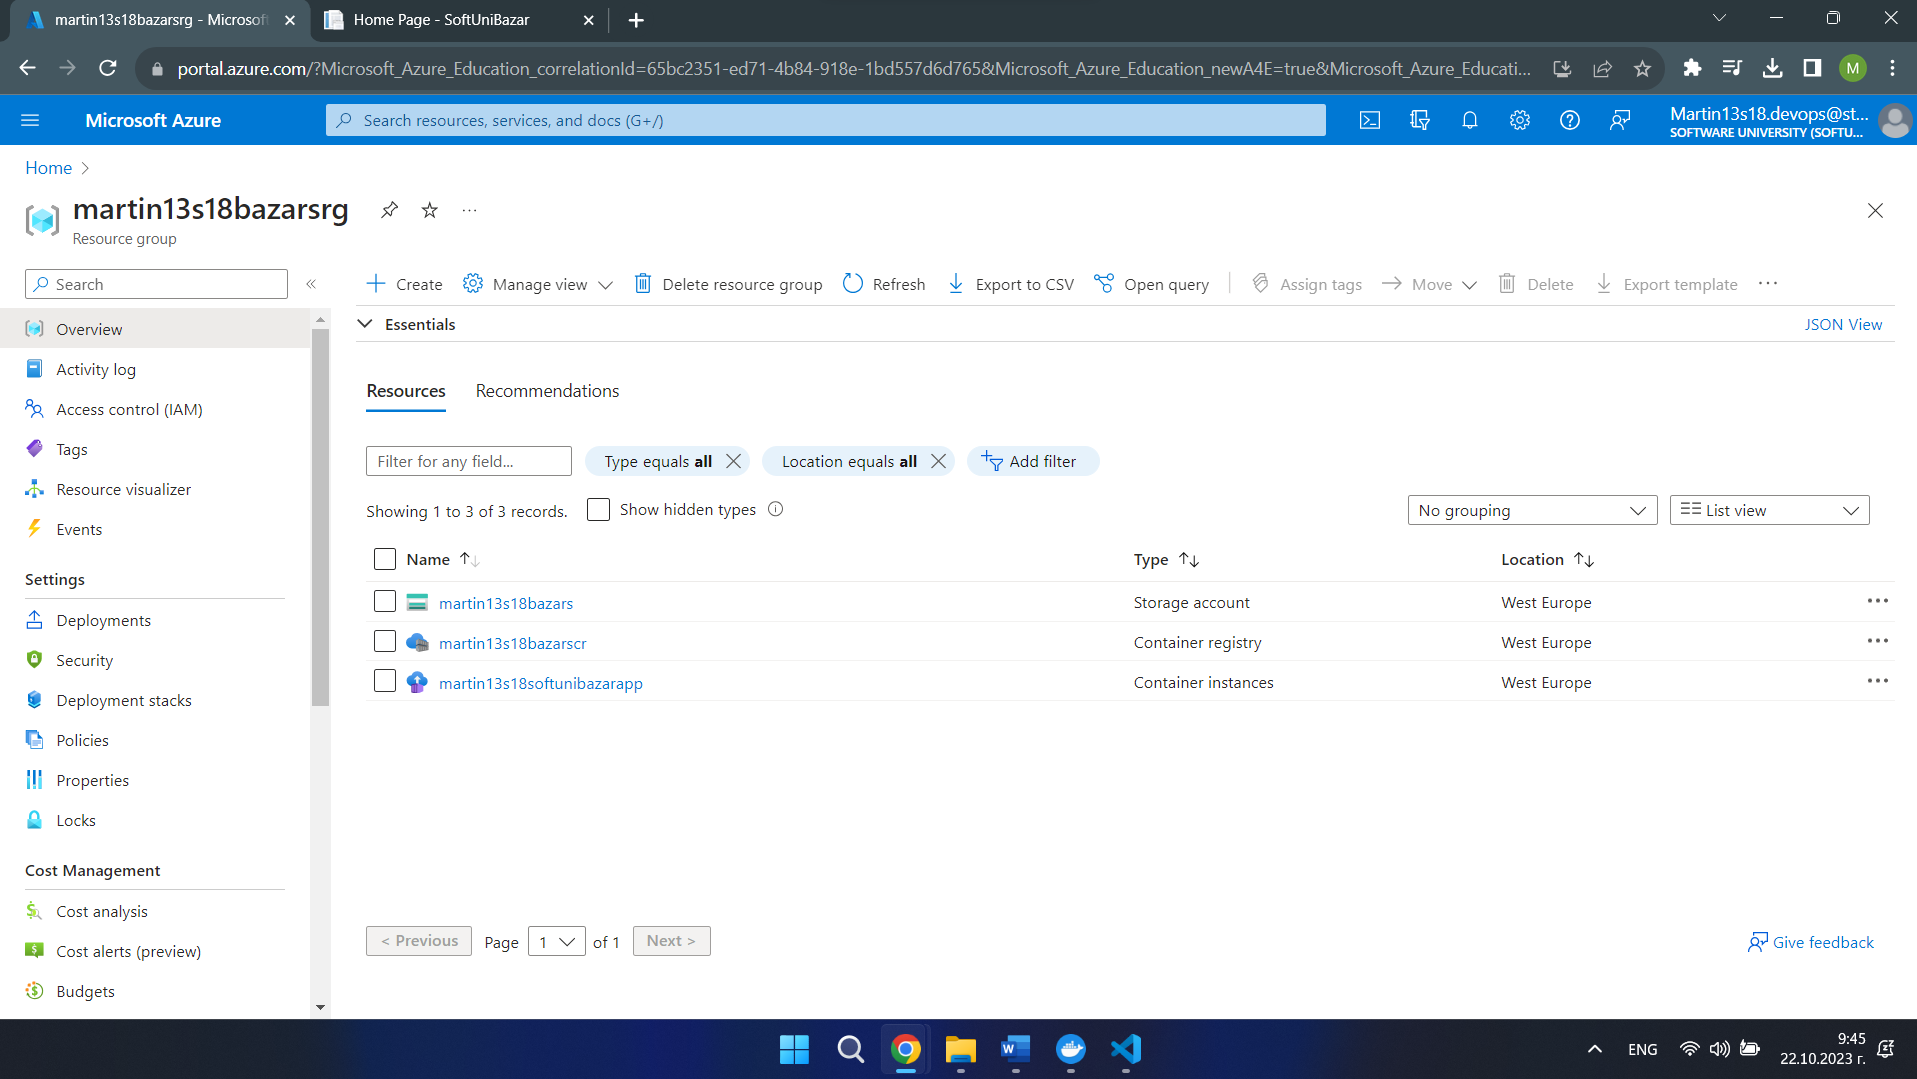 martin13s18bazarsrg - Microsoft
Home Page - SoftUniBazar
portal.azure.com/?Microsoft_Azure_Education_correlationId=65bc2351-ed71-4b84-918e-1bd557d6d765&Microsoft_Azure_Education_newA4E=true&Microsoft_Azure_Educati...
M
Microsoft Azure
Search resources, services, and docs (G+/)
Martin13s18.devops@st...
SOFTWARE UNIVERSITY (SOFTU...
Home
martin13s18bazarsrg
Resource group
Search
Create
Manage view
Delete resource group
Refresh
Export to CSV
Open query
Assign tags
Move
Delete
Export template
Overview
Activity log
Access control (IAM)
Tags
Resource visualizer
Events
Settings
Deployments
Security
Deployment stacks
Policies
Properties
Locks
Cost Management
Cost analysis
Cost alerts (preview)
Budgets
Essentials
JSON View
Resources
Recommendations
Filter for any field...
Type equals all
Location equals all
Add filter
Showing 1 to 3 of 3 records.
Show hidden types
No grouping
List view
Name
Type
Location
martin13s18bazars
Storage account
West Europe
martin13s18bazarscr
Container registry
West Europe
martin13s18softunibazarapp
Container instances
West Europe
< Previous
Page
1
of 1
Next >
Give feedback
ENG
9:45
22.10.2023 г.